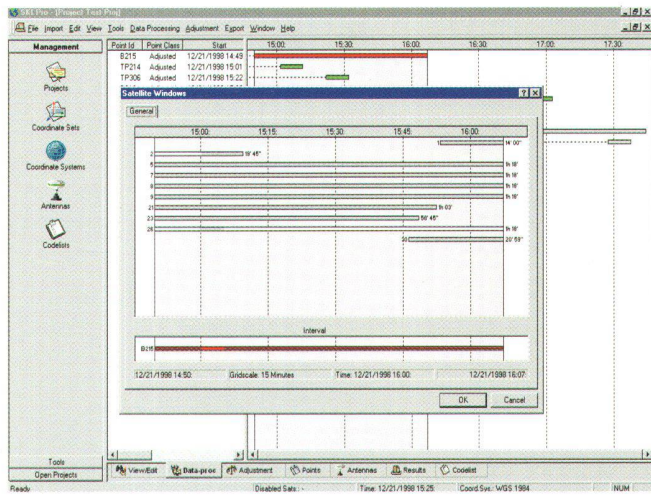 SKI-Pro - [Project Test Proj]
File Import Edit View Tools Data Processing Adjustment Export Window Help
Management
Projects
Coordinate Sets
Coordinate Systems
Antennas
Codelists
Tools
Open Projects
Point Id Point Class Start
15:00 15:30 16:00 16:30 17:00 17:30
B215 Adjusted 12/21/1998 14:49
TP214 Adjusted 12/21/1998 15:01
TP306 Adjusted 12/21/1998 15:22
Satellite Windows
General
15:00 15:15 15:30 15:45 16:00
1 14' 00"
2 19' 45"
5 1h 18'
7 1h 18'
8 1h 18'
9 1h 18'
21 1h 03'
23 58' 45"
26 1h 18'
20' 59"
Interval
B215
12/21/1998 14:50: Gridscale: 15 Minutes Time: 12/21/1998 16:00: 12/21/1998 16:07:
OK Cancel
View/Edit Data-proc Adjustment Points Antennas Results Codelist
Ready Disabled Sats.: - Time: 12/21/1998 15:25 Coord.Sys.: WGS 1984 NUM